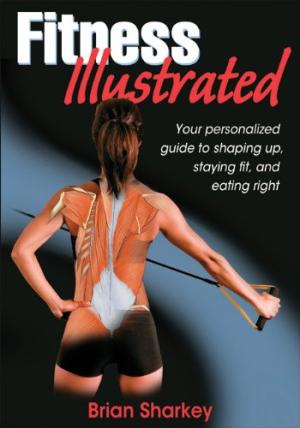 Fitness
Illustrated
Your personalized
guide to shaping up,
staying fit, and
eating right
Brian Sharkey